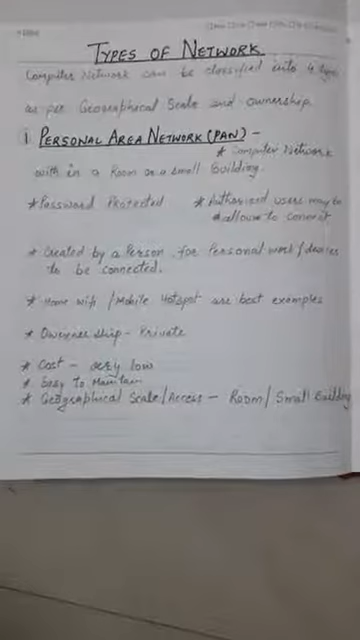 TYPES OF NETWORK
Computer Network can be classified into 4 types
as per Geographical Scale and ownership
1 PERSONAL AREA NETWORK (PAN) –
* Computer Network
with in a Room or a small building.
* Password Protected
* Authorised users may be
allowe to connect
* Created by a Person for Personal work / devices
to be connected.
* Home wifi / Mobile Hotspot are best examples
* Owenership – Private
* Cost – very low
* Easy to Maintain
* Geographical Scale / Access – Room / Small Building